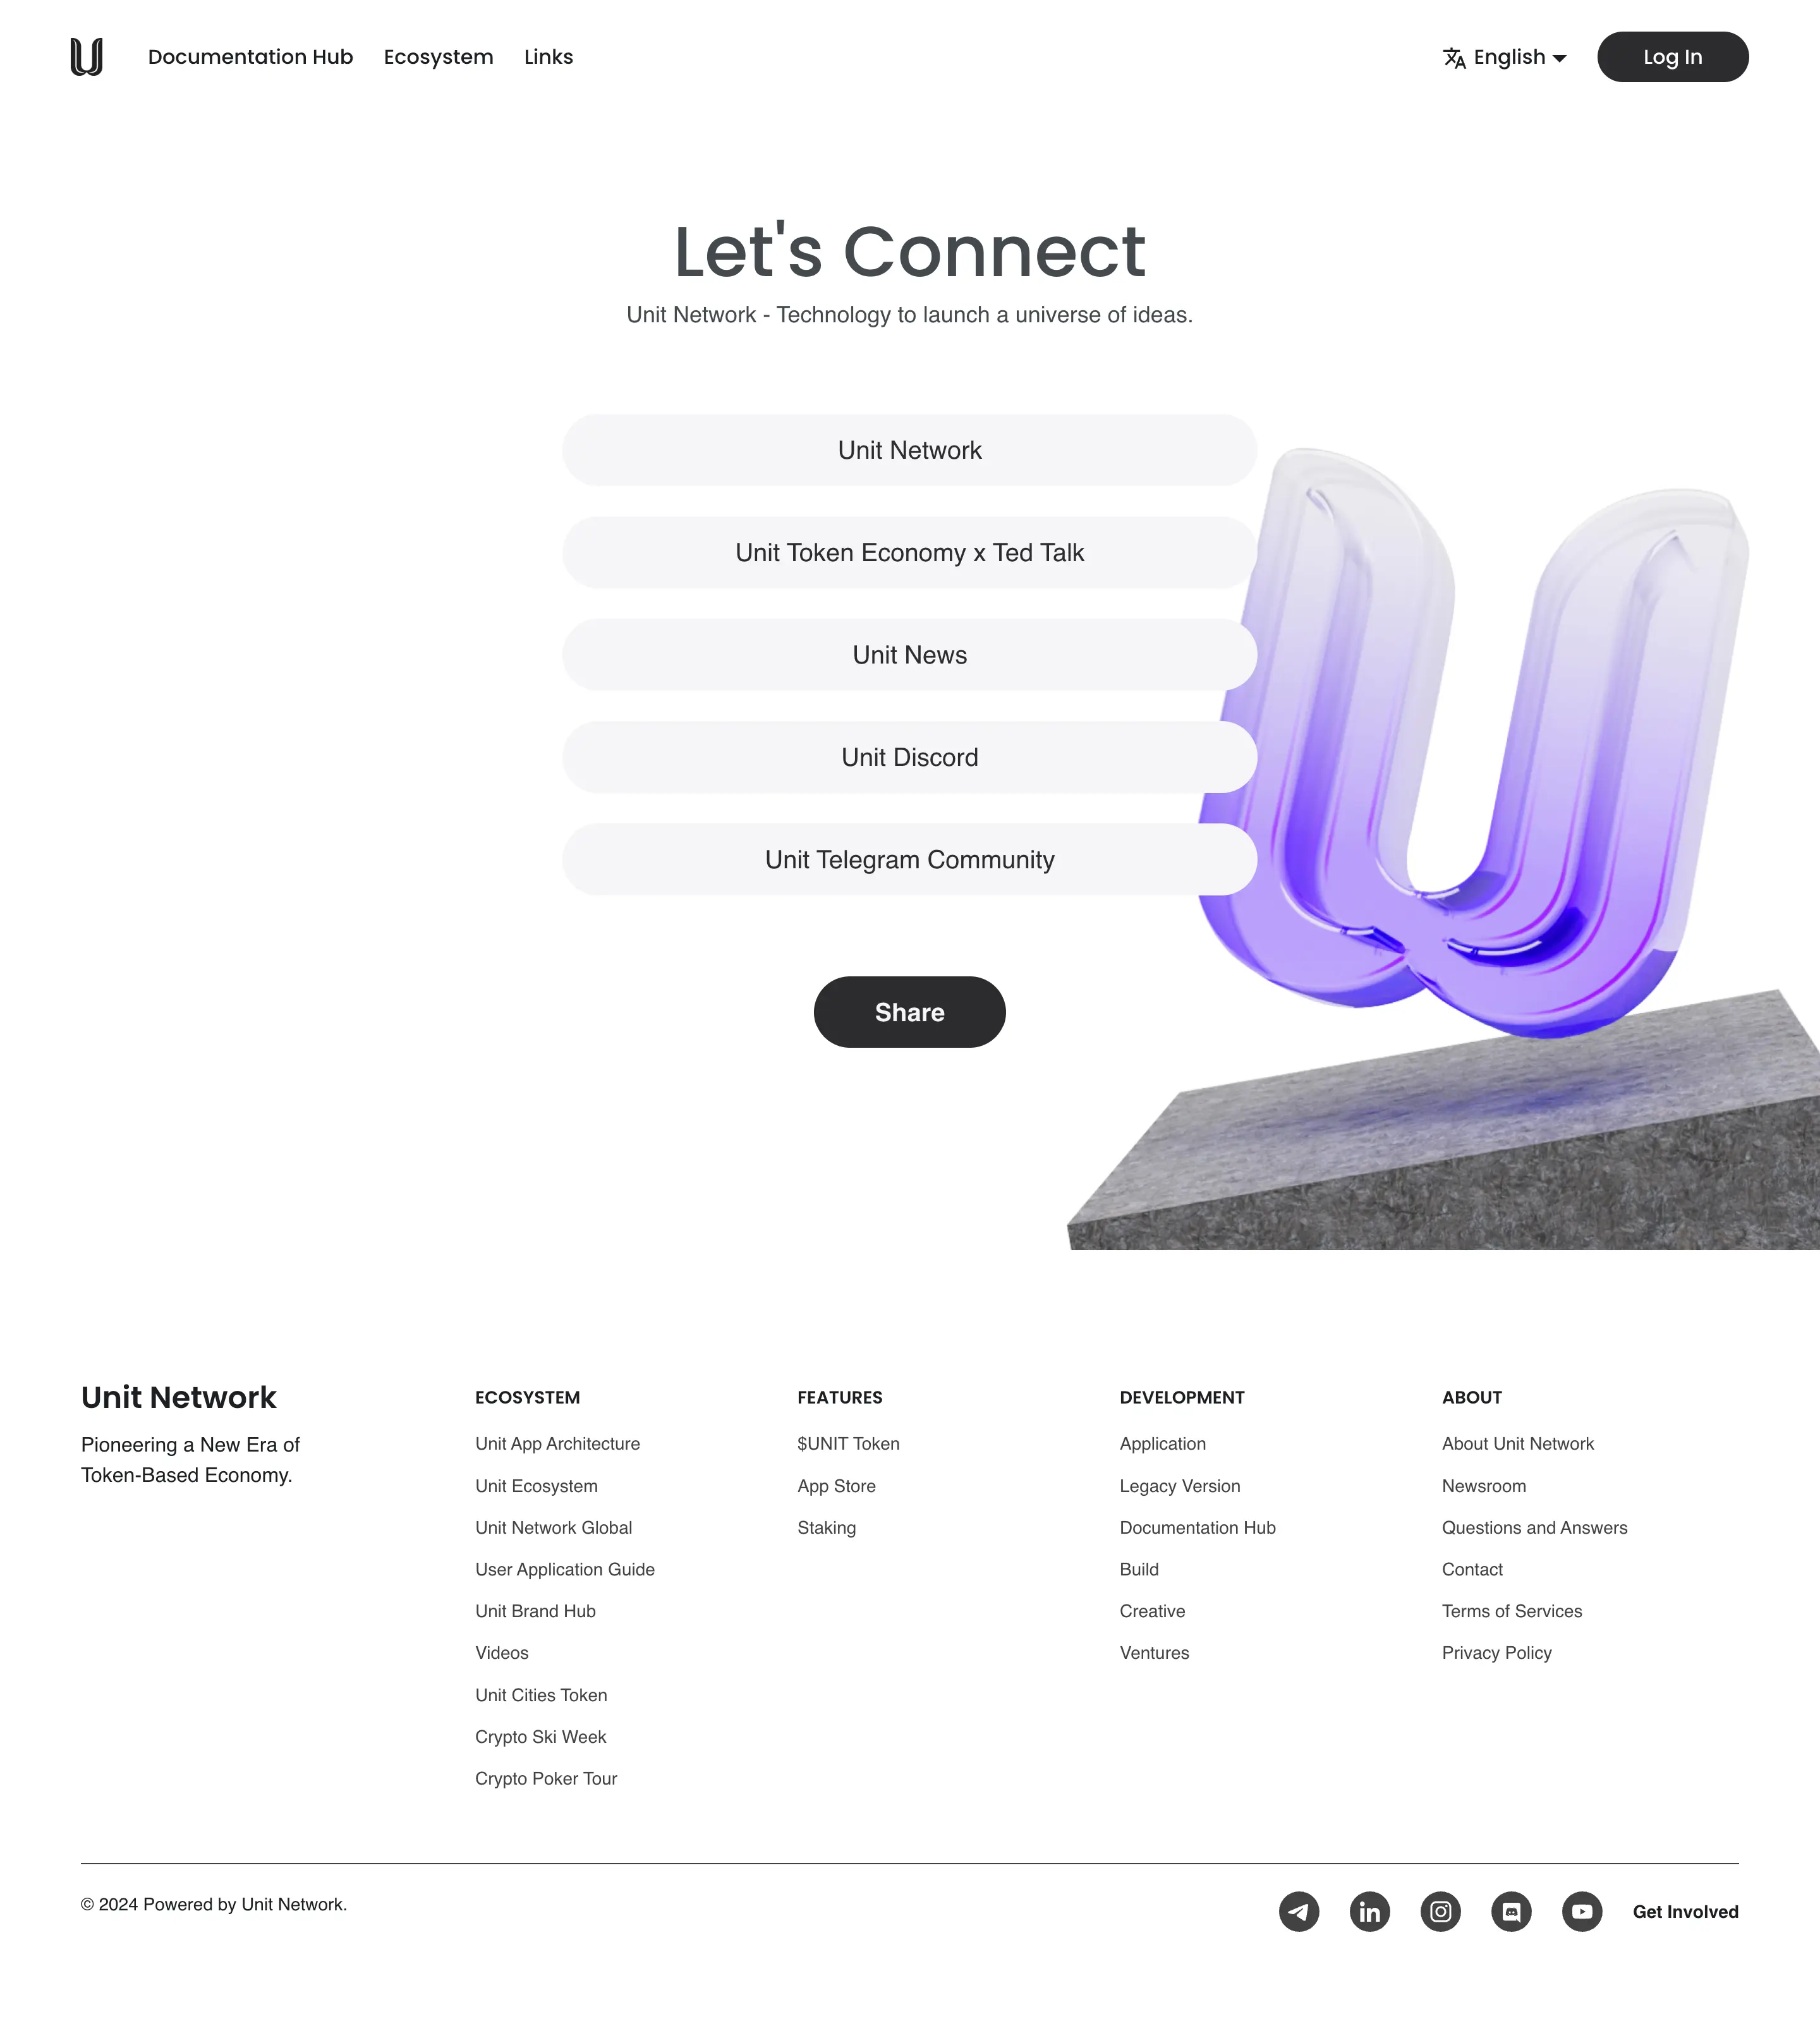 Documentation Hub
Ecosystem
Links
English
Log In
Let's Connect
Unit Network - Technology to launch a universe of ideas.
Unit Network
Unit Token Economy x Ted Talk
Unit News
Unit Discord
Unit Telegram Community
Share
Unit Network
Pioneering a New Era of
Token-Based Economy.
ECOSYSTEM
Unit App Architecture
Unit Ecosystem
Unit Network Global
User Application Guide
Unit Brand Hub
Videos
Unit Cities Token
Crypto Ski Week
Crypto Poker Tour
FEATURES
$UNIT Token
App Store
Staking
DEVELOPMENT
Application
Legacy Version
Documentation Hub
Build
Creative
Ventures
ABOUT
About Unit Network
Newsroom
Questions and Answers
Contact
Terms of Services
Privacy Policy
© 2024 Powered by Unit Network.
Get Involved